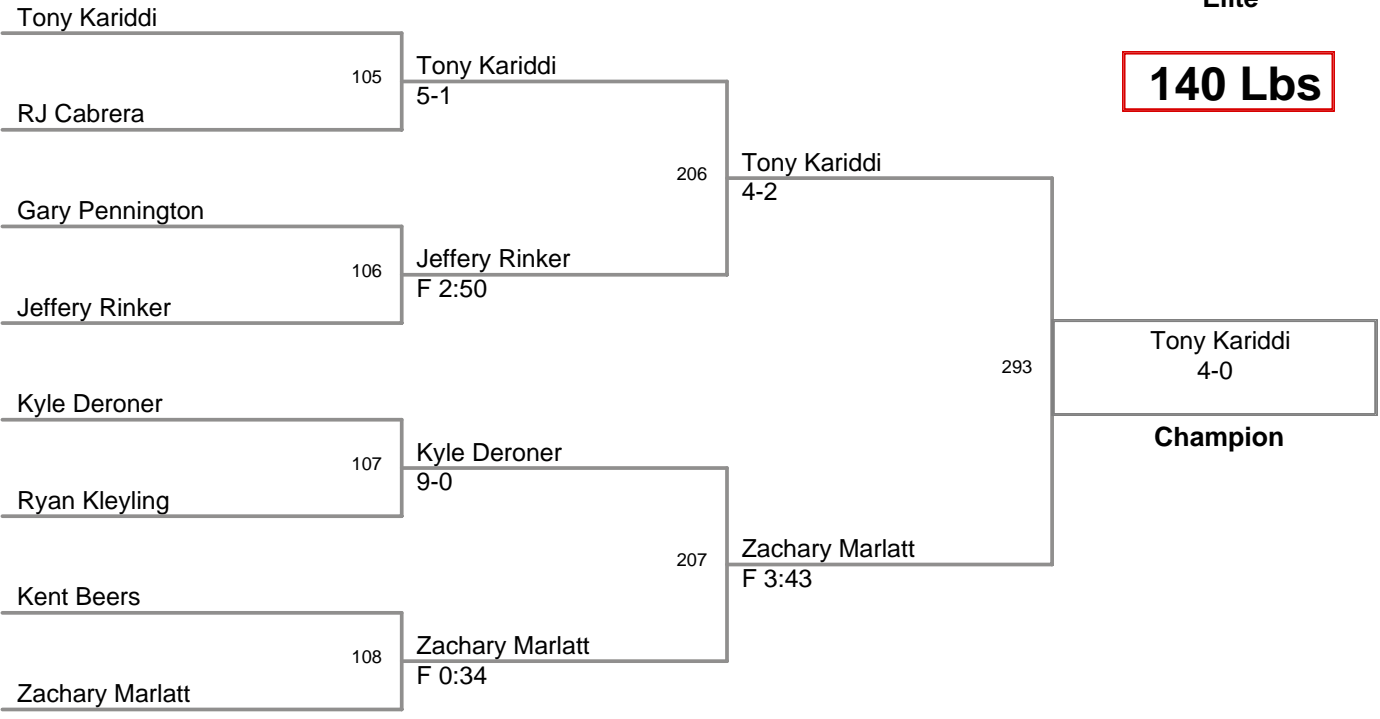 Elite
140 Lbs
Tony Kariddi
105
RJ Cabrera
Tony Kariddi
5-1
Gary Pennington
106
Jeffery Rinker
Jeffery Rinker
F 2:50
206
Tony Kariddi
4-2
Kyle Deroner
107
Ryan Kleyling
Kyle Deroner
9-0
Kent Beers
108
Zachary Marlatt
Zachary Marlatt
F 0:34
207
Zachary Marlatt
F 3:43
293
Tony Kariddi
4-0
Champion